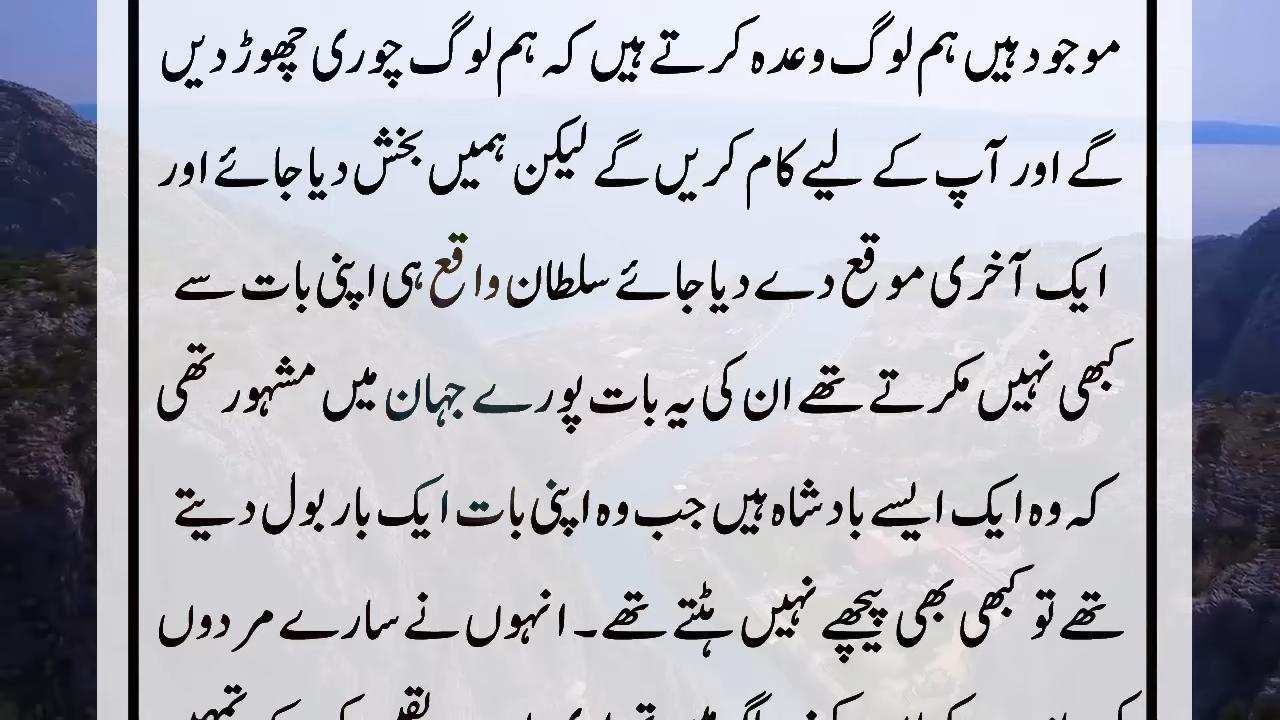 موجود ہیں ہم لوگ وعدہ کرتے ہیں کہ ہم لوگ چوری چھوڑ دیں
گے اور آپ کے لیے کام کریں گے لیکن ہمیں بخش دیا جائے اور
ایک آخری موقع دے دیا جائے سلطان واقع ہی اپنی بات سے
کبھی نہیں مکرتے تھے ان کی یہ بات پورے جہان میں مشہور تھی
کہ وہ ایک ایسے بادشاہ ہیں جب وہ اپنی بات ایک بار بول دیتے
تھے تو کبھی بھی پیچھے نہیں ہٹتے تھے۔ انہوں نے سارے مردوں